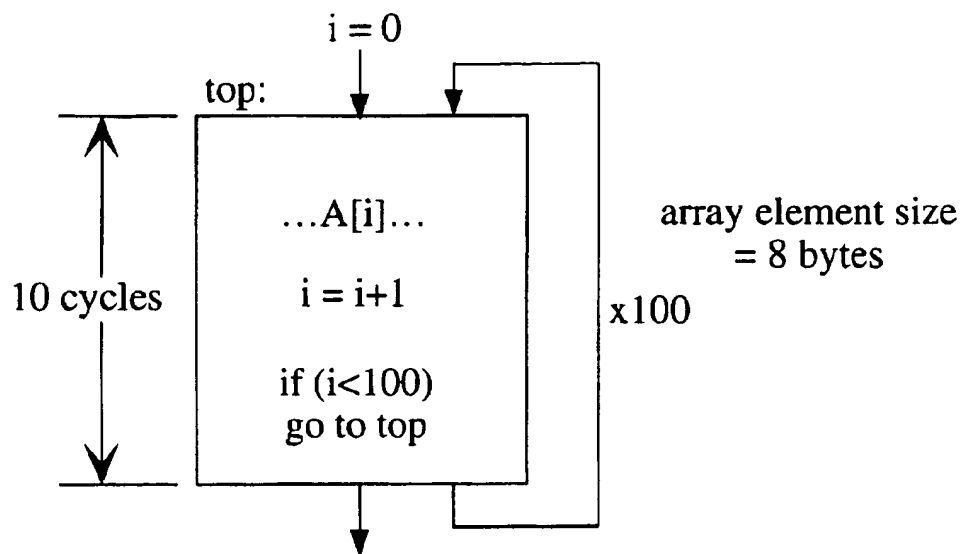 i = 0
top:
...A[i]...
i = i+1
if (i<100)
go to top
10 cycles
x100
array element size
= 8 bytes